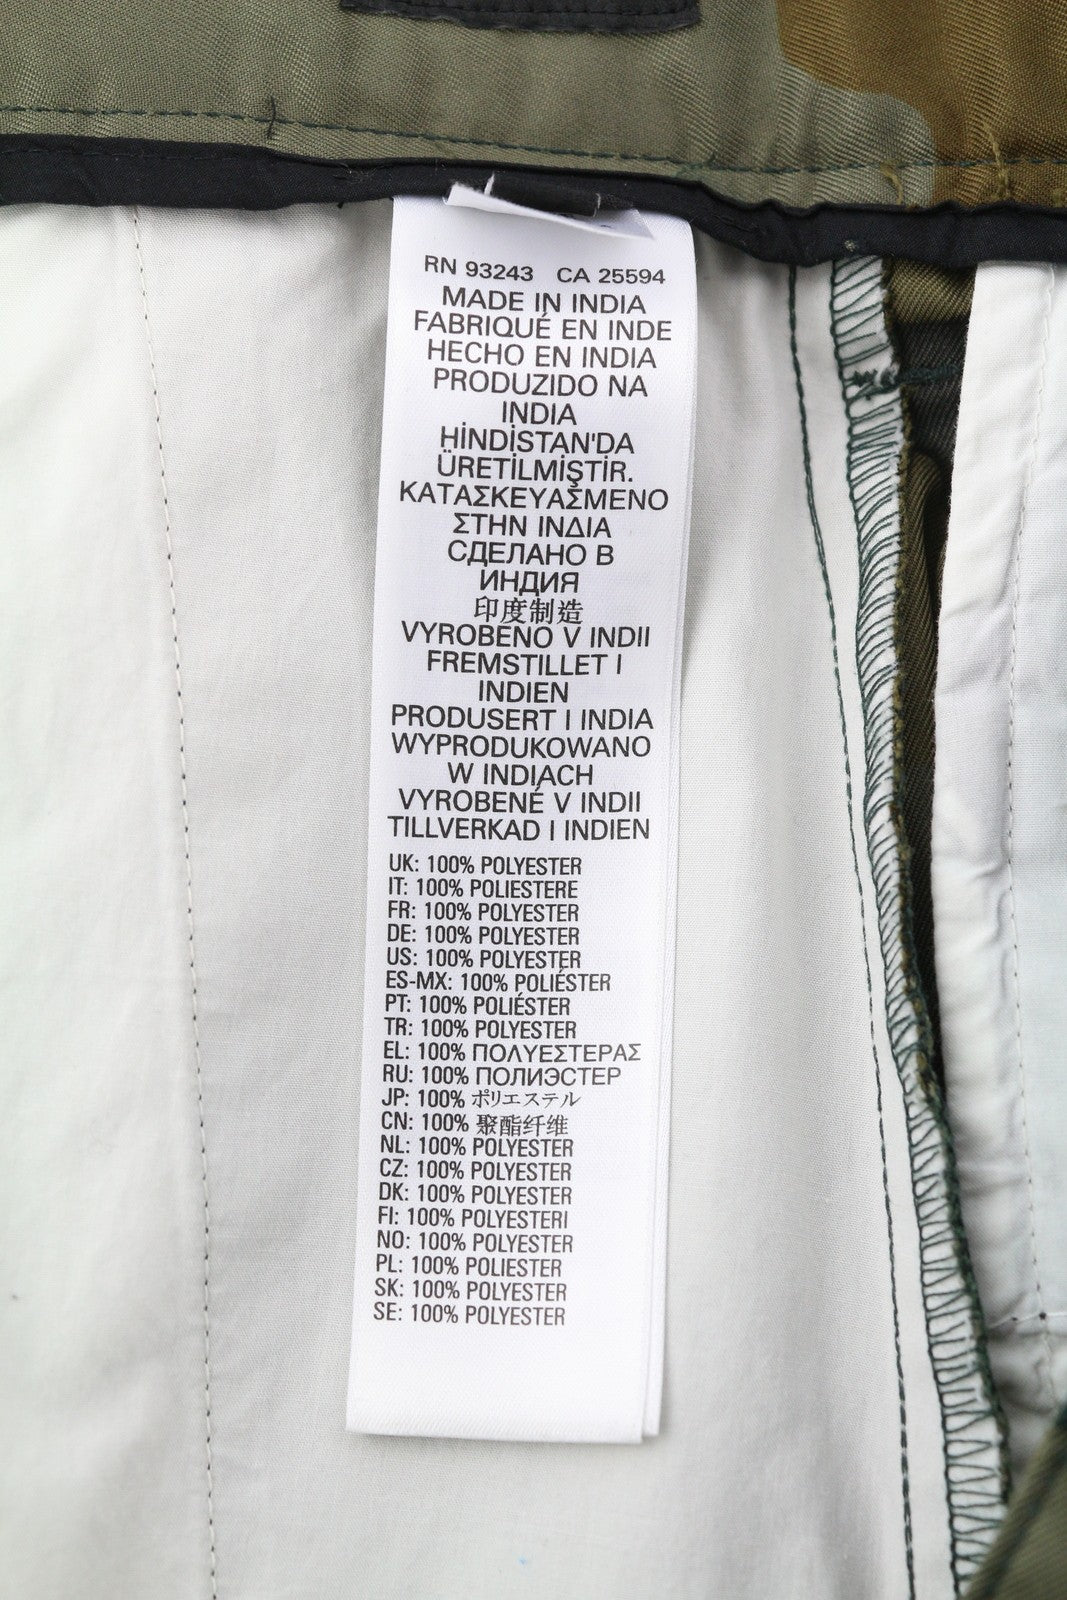 RN 93243 CA 25594
MADE IN INDIA
FABRIQUÉ EN INDE
HECHO EN INDIA
PRODUZIDO NA
INDIA
HİNDİSTAN'DA
ÜRETİLMİŞTİR.
ΚΑΤΑΣΚΕΥΑΣΜΕΝΟ
ΣΤΗΝ ΙΝΔΙΑ
СДЕЛАНО В
ИНДИЯ
印度制造
VYROBENO V INDII
FREMSTILLET I
INDIEN
PRODUSERT I INDIA
WYPRODUKOWANO
W INDIACH
VYROBENÉ V INDII
TILLVERKAD I INDIEN
UK: 100% POLYESTER
IT: 100% POLIESTERE
FR: 100% POLYESTER
DE: 100% POLYESTER
US: 100% POLYESTER
ES-MX: 100% POLIÉSTER
PT: 100% POLIÉSTER
TR: 100% POLYESTER
EL: 100% ΠΟΛΥΕΣΤΕΡΑΣ
RU: 100% ПОЛИЭСТЕР
JP: 100% ポリエステル
CN: 100% 聚酯纤维
NL: 100% POLYESTER
CZ: 100% POLYESTER
DK: 100% POLYESTER
FI: 100% POLYESTERI
NO: 100% POLYESTER
PL: 100% POLIESTER
SK: 100% POLYESTER
SE: 100% POLYESTER